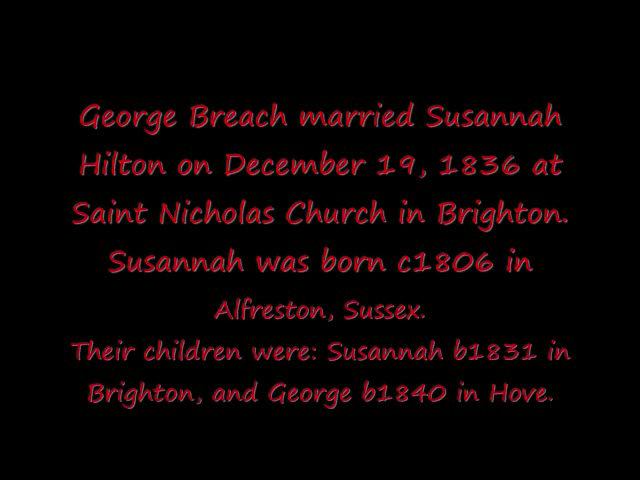 George Breach married Susannah
Hilton on December 19, 1836 at
Saint Nicholas Church in Brighton.
Susannah was born c1806 in
Alfreston, Sussex.
Their children were: Susannah b1831 in
Brighton, and George b1840 in Hove.